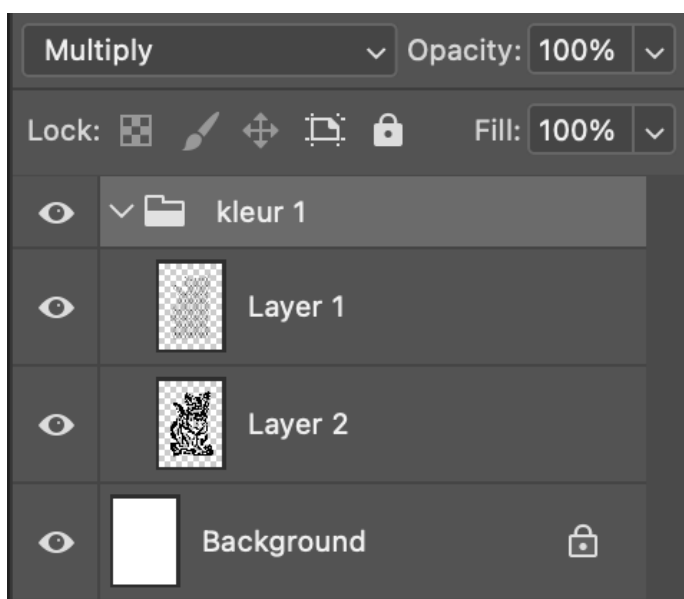 Multiply Opacity: 100%
Lock: Fill: 100%
kleur 1
Layer 1
Layer 2
Background